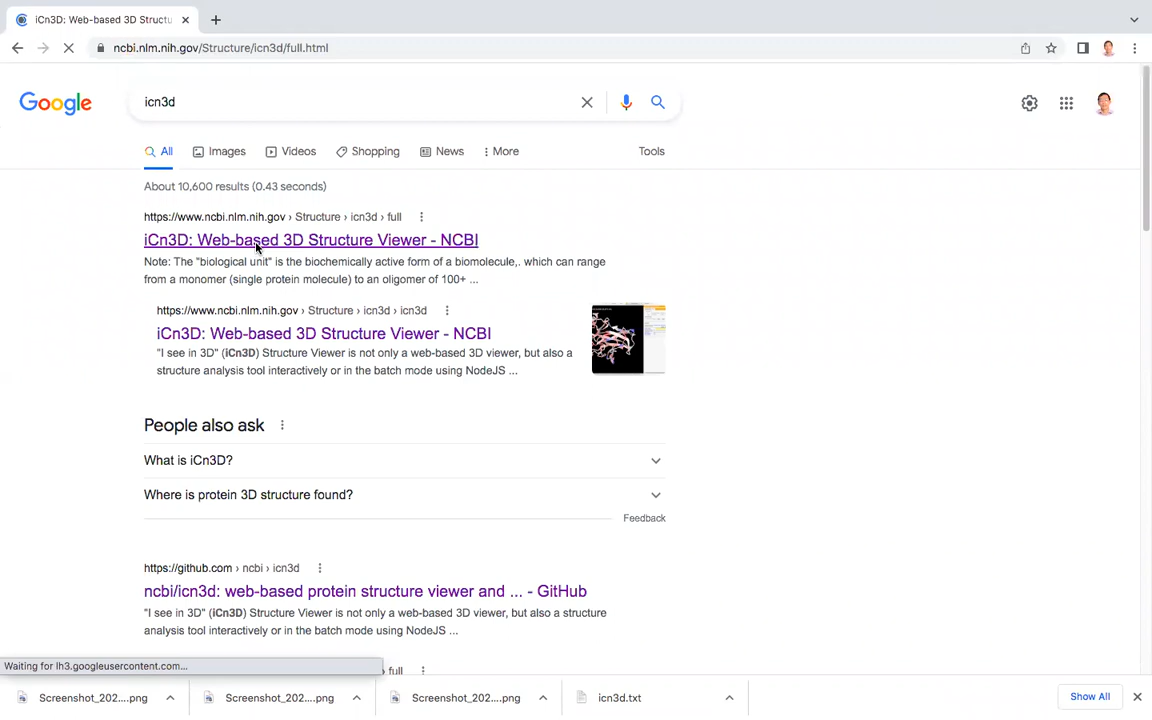 iCn3D: Web-based 3D Structu
ncbi.nlm.nih.gov/Structure/icn3d/full.html
Google
icn3d
All Images Videos Shopping News More Tools
About 10,600 results (0.43 seconds)
https://www.ncbi.nlm.nih.gov › Structure › icn3d › full
iCn3D: Web-based 3D Structure Viewer - NCBI
Note: The "biological unit" is the biochemically active form of a biomolecule,. which can range
from a monomer (single protein molecule) to an oligomer of 100+ ...
https://www.ncbi.nlm.nih.gov › Structure › icn3d › icn3d
iCn3D: Web-based 3D Structure Viewer - NCBI
"I see in 3D" (iCn3D) Structure Viewer is not only a web-based 3D viewer, but also a
structure analysis tool interactively or in the batch mode using NodeJS ...
People also ask
What is iCn3D?
Where is protein 3D structure found?
Feedback
https://github.com › ncbi › icn3d
ncbi/icn3d: web-based protein structure viewer and ... - GitHub
"I see in 3D" (iCn3D) Structure Viewer is not only a web-based 3D viewer, but also a structure
analysis tool interactively or in the batch mode using NodeJS ...
Waiting for lh3.googleusercontent.com...
› full
Screenshot_202....png Screenshot_202....png Screenshot_202....png icn3d.txt Show All